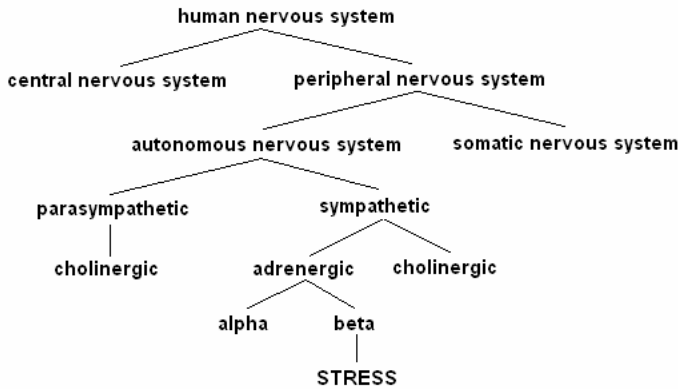 human nervous system
central nervous system
peripheral nervous system
autonomous nervous system
somatic nervous system
parasympathetic
sympathetic
cholinergic
adrenergic
cholinergic
alpha
beta
STRESS